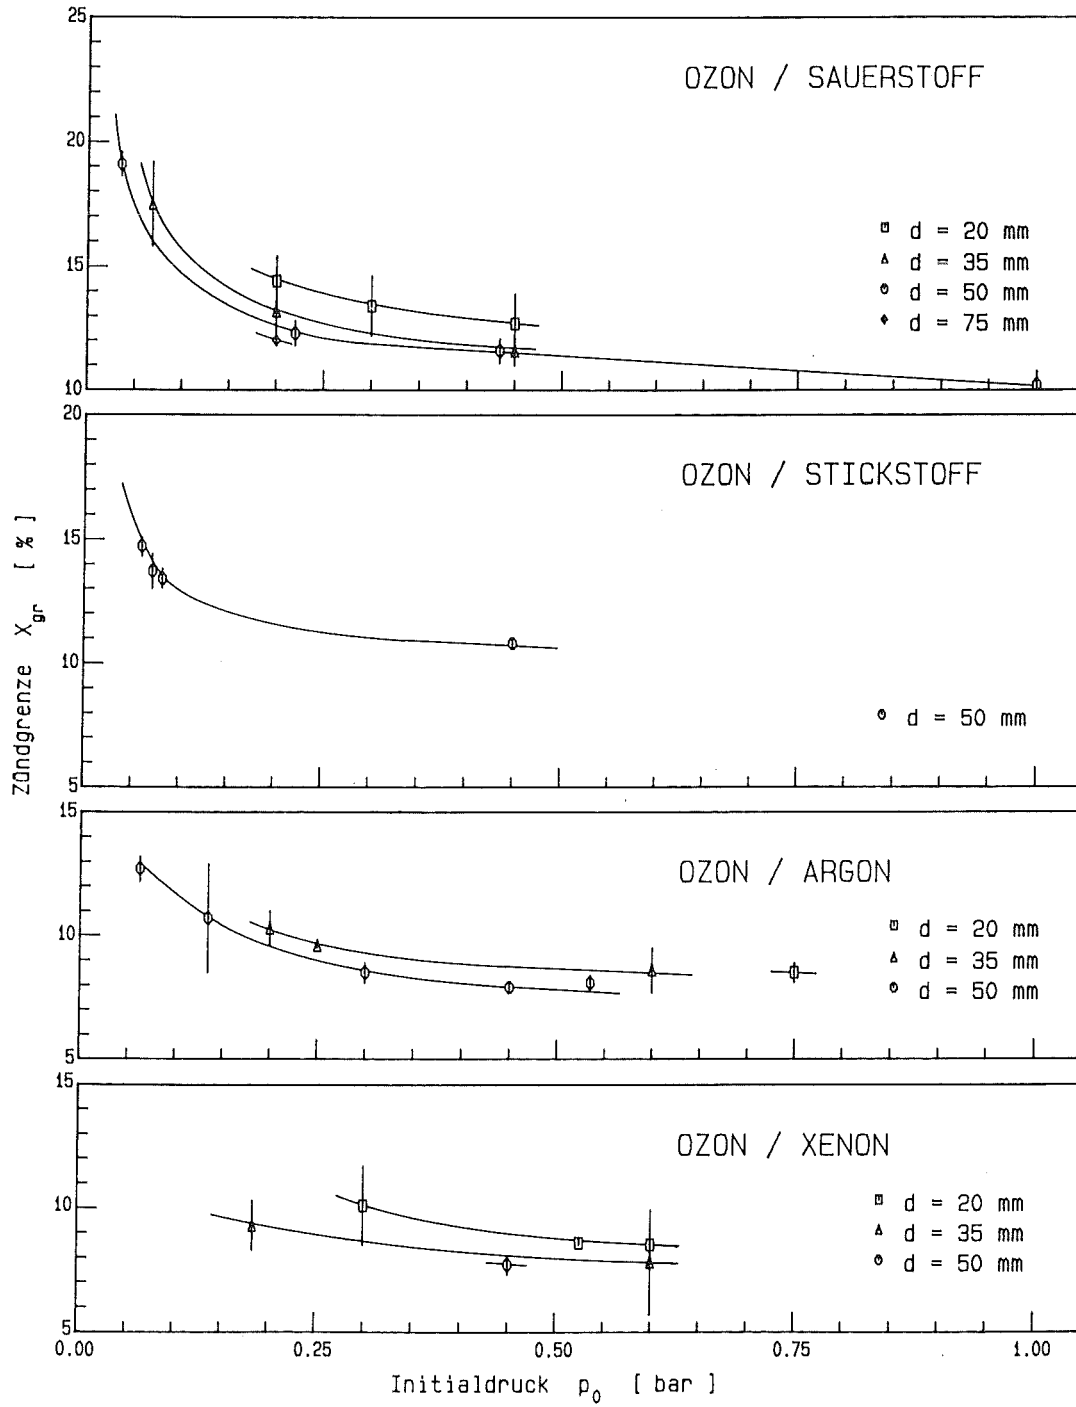 25
OZON / SAUERSTOFF
20
□ d = 20 mm
△ d = 35 mm
○ d = 50 mm
◇ d = 75 mm
15
10
20
OZON / STICKSTOFF
15
10
○ d = 50 mm
5
Zündgrenze X_gr [ % ]
15
OZON / ARGON
□ d = 20 mm
△ d = 35 mm
○ d = 50 mm
10
5
15
OZON / XENON
□ d = 20 mm
△ d = 35 mm
○ d = 50 mm
10
5
0.00 0.25 0.50 0.75 1.00
Initialdruck p₀ [ bar ]